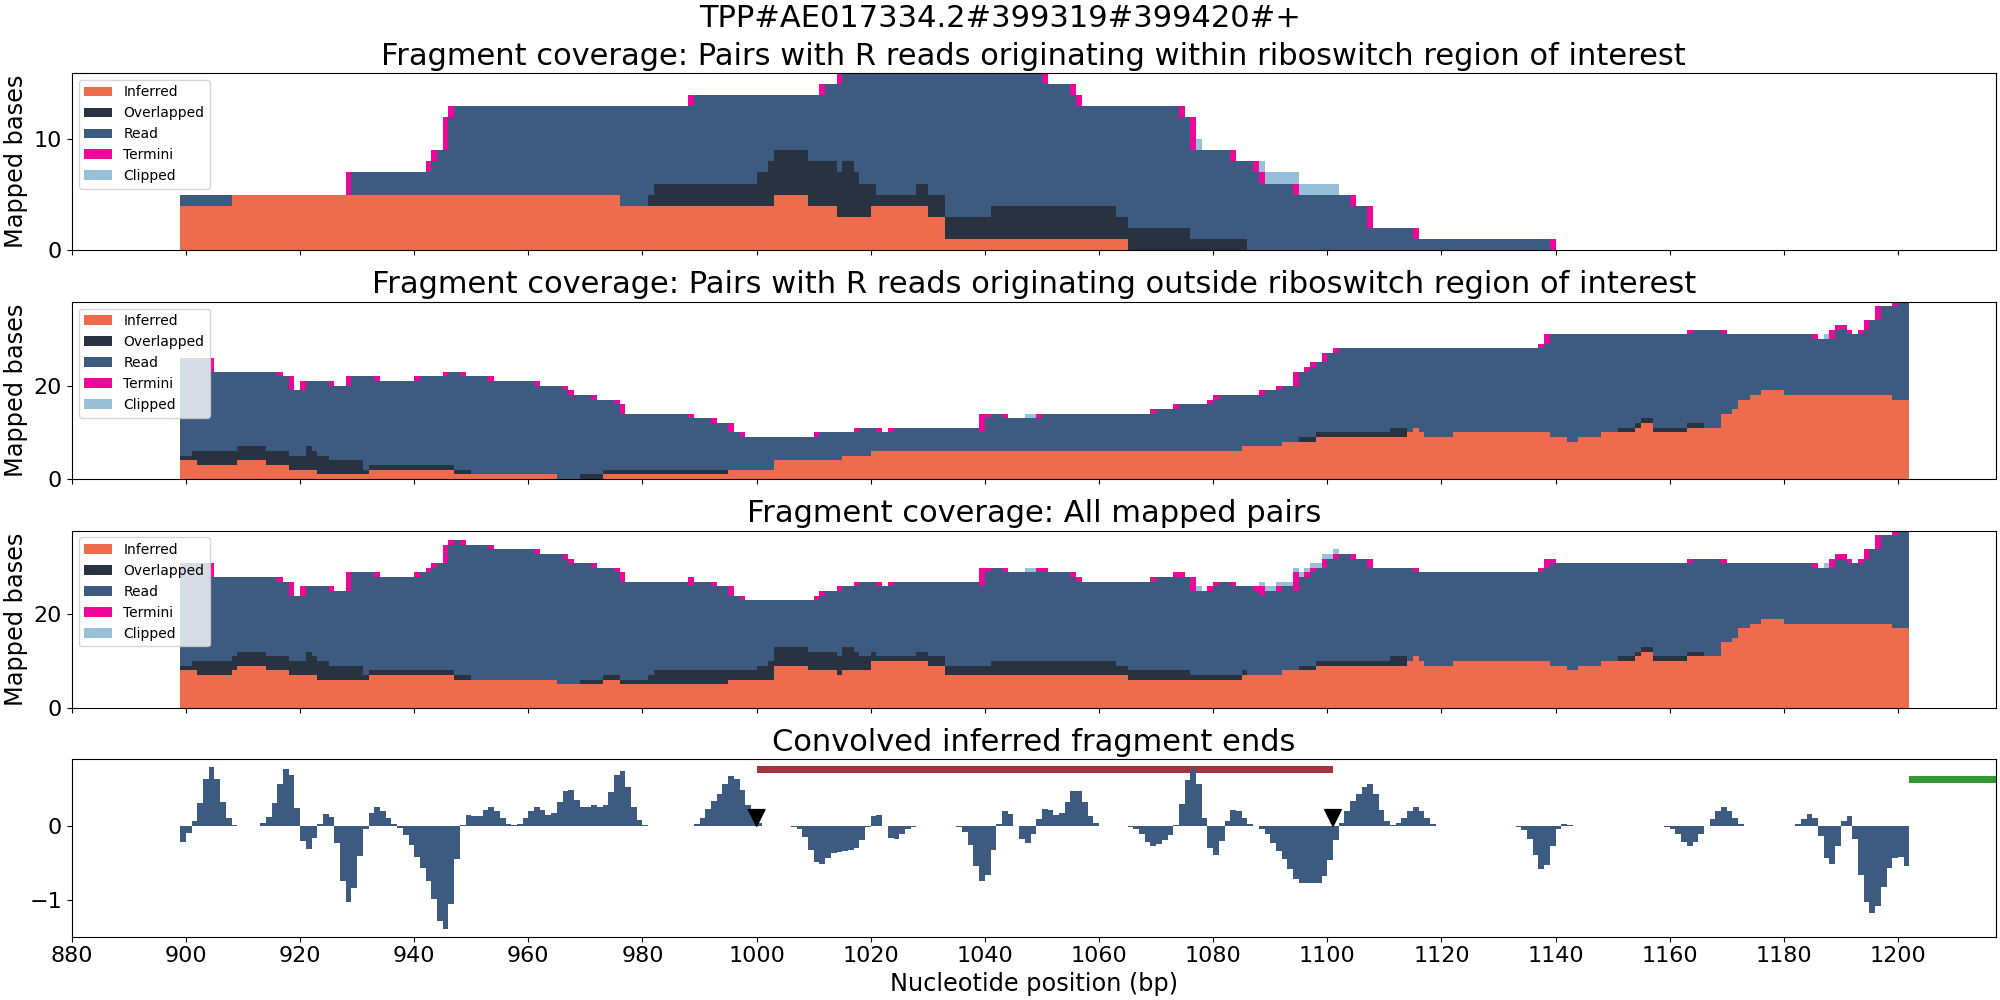 TPP#AE017334.2#399319#399420#+
Fragment coverage: Pairs with R reads originating within riboswitch region of interest
Mapped bases
10
0
Inferred
Overlapped
Read
Termini
Clipped
Fragment coverage: Pairs with R reads originating outside riboswitch region of interest
Mapped bases
20
0
Inferred
Overlapped
Read
Termini
Clipped
Fragment coverage: All mapped pairs
Mapped bases
20
0
Inferred
Overlapped
Read
Termini
Clipped
Convolved inferred fragment ends
0
−1
880 900 920 940 960 980 1000 1020 1040 1060 1080 1100 1120 1140 1160 1180 1200
Nucleotide position (bp)